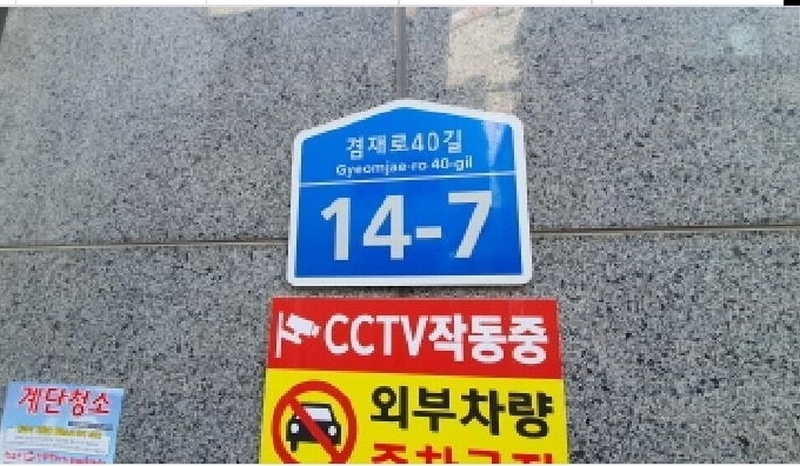 겸재로40길
Gyeomjae-ro 40-gil
14-7
CCTV작동중
외부차량
계단청소